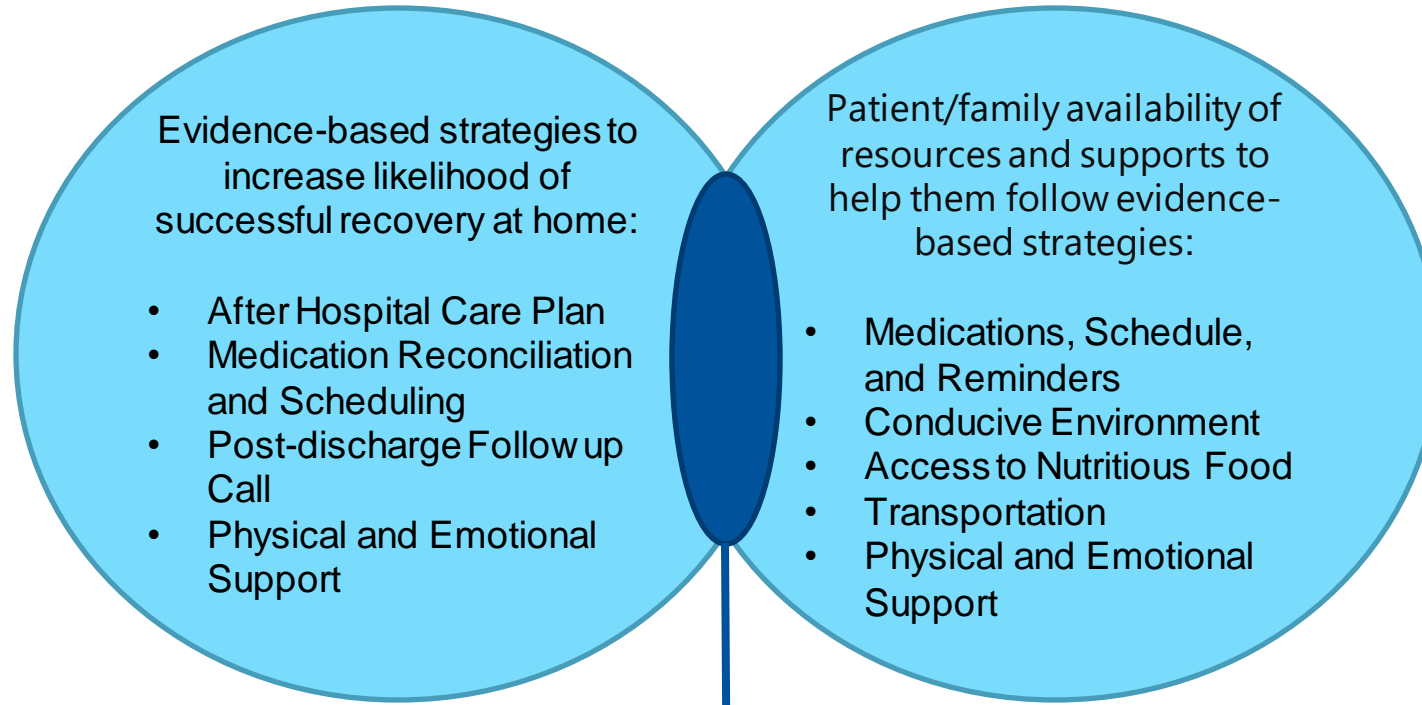 Evidence-based strategies to
increase likelihood of
successful recovery at home:
• After Hospital Care Plan
• Medication Reconciliation
and Scheduling
• Post-discharge Follow up
Call
• Physical and Emotional
Support
Patient/family availability of
resources and supports to
help them follow evidence-
based strategies:
• Medications, Schedule,
and Reminders
• Conducive Environment
• Access to Nutritious Food
• Transportation
• Physical and Emotional
Support